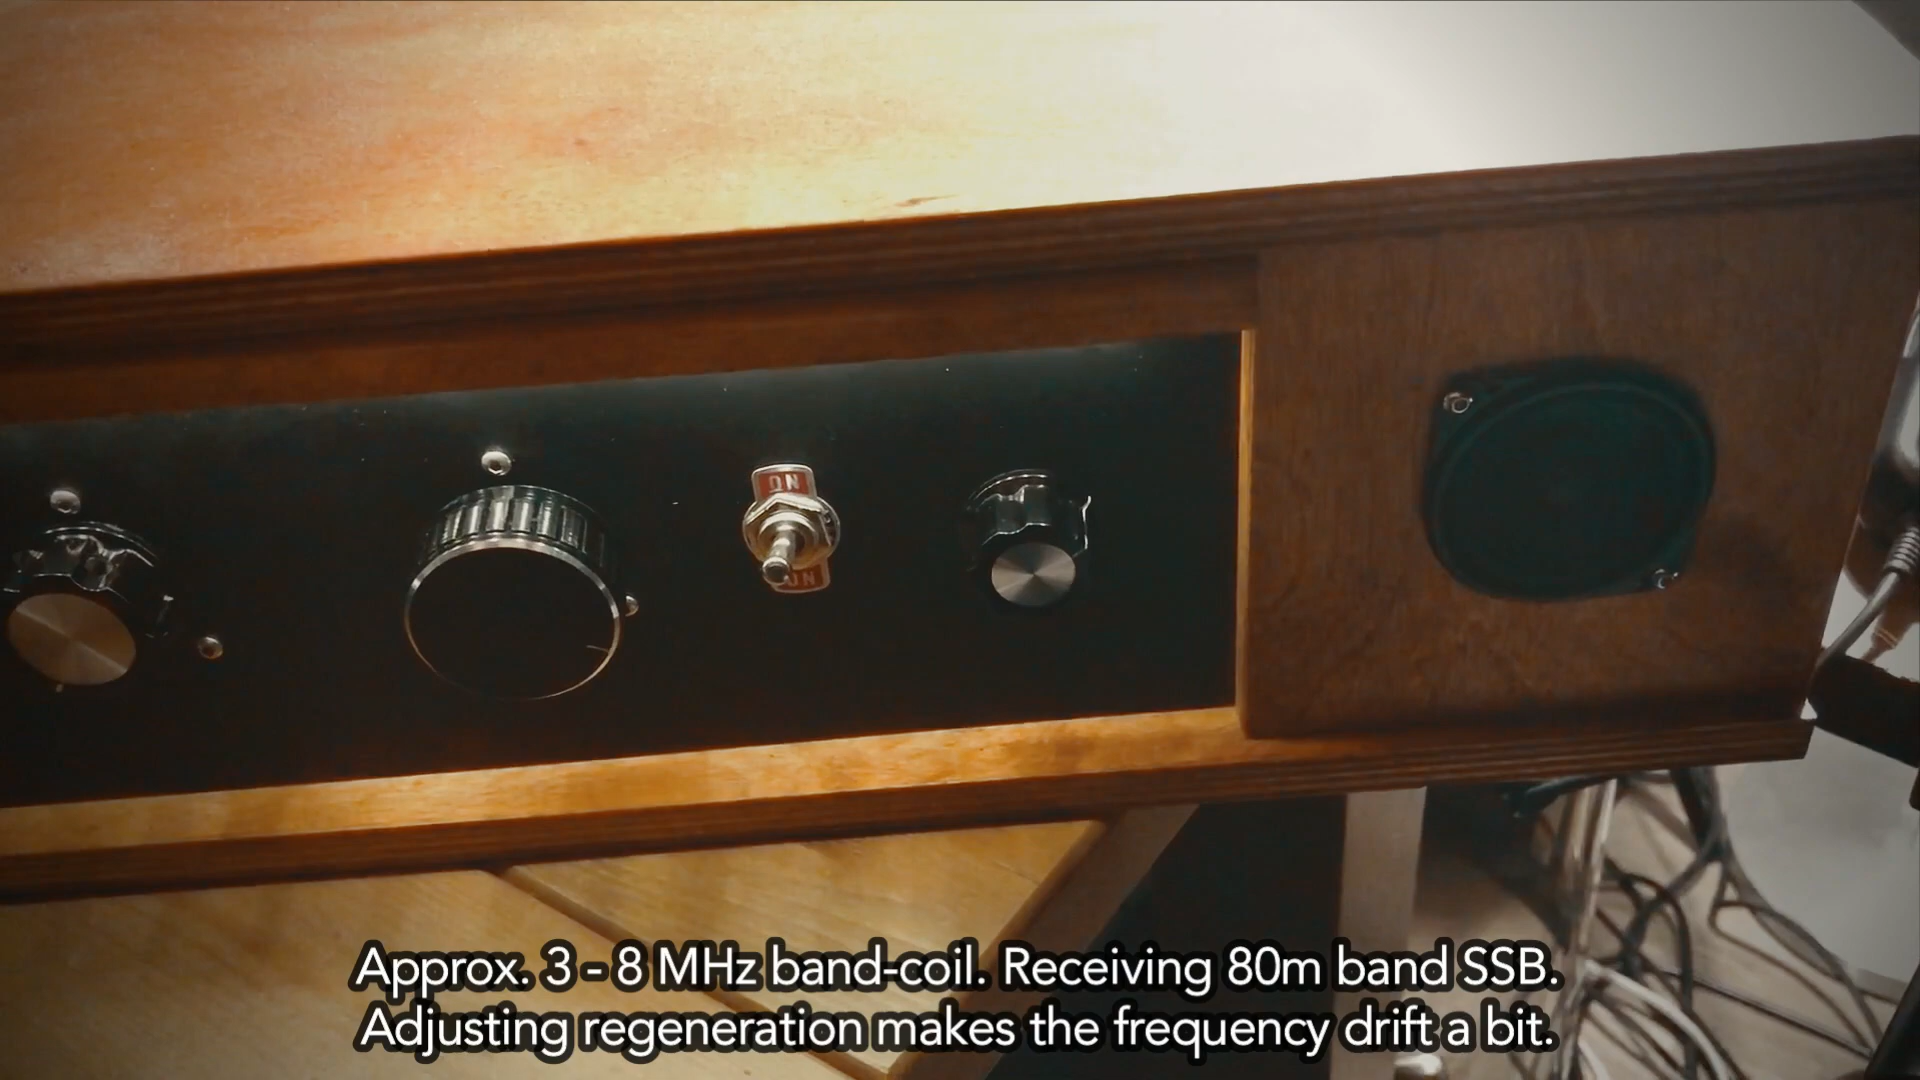 ON
ON
Approx. 3 - 8 MHz band-coil. Receiving 80m band SSB.
Adjusting regeneration makes the frequency drift a bit.